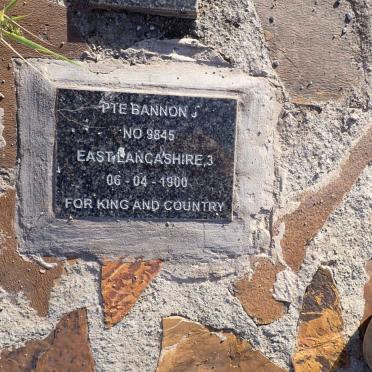 PTE BANNON J
NO 9845
EAST LANCASHIRE 3
06 - 04 - 1900
FOR KING AND COUNTRY